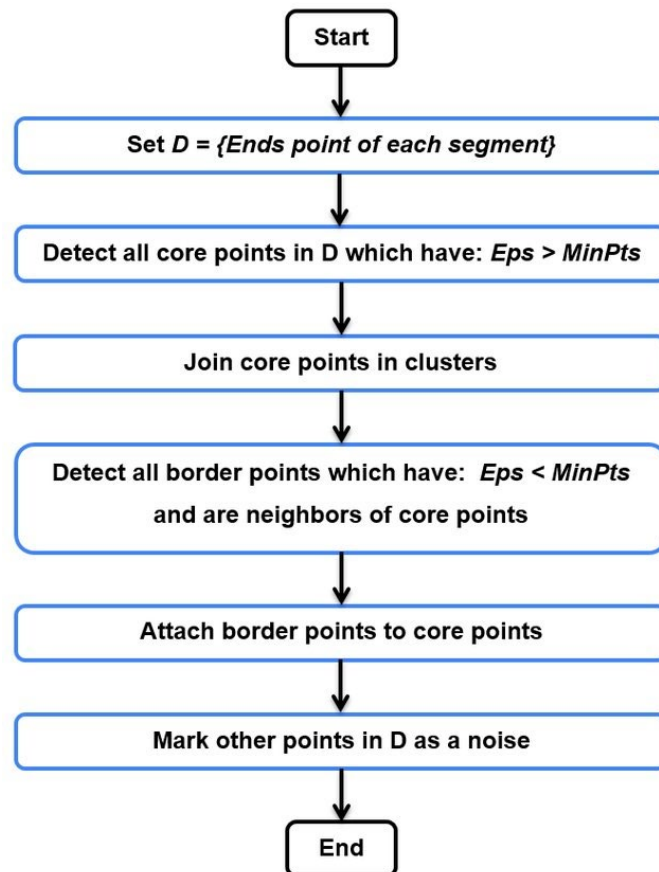 Start
Set D = {Ends point of each segment}
Detect all core points in D which have: Eps > MinPts
Join core points in clusters
Detect all border points which have: Eps < MinPts
and are neighbors of core points
Attach border points to core points
Mark other points in D as a noise
End